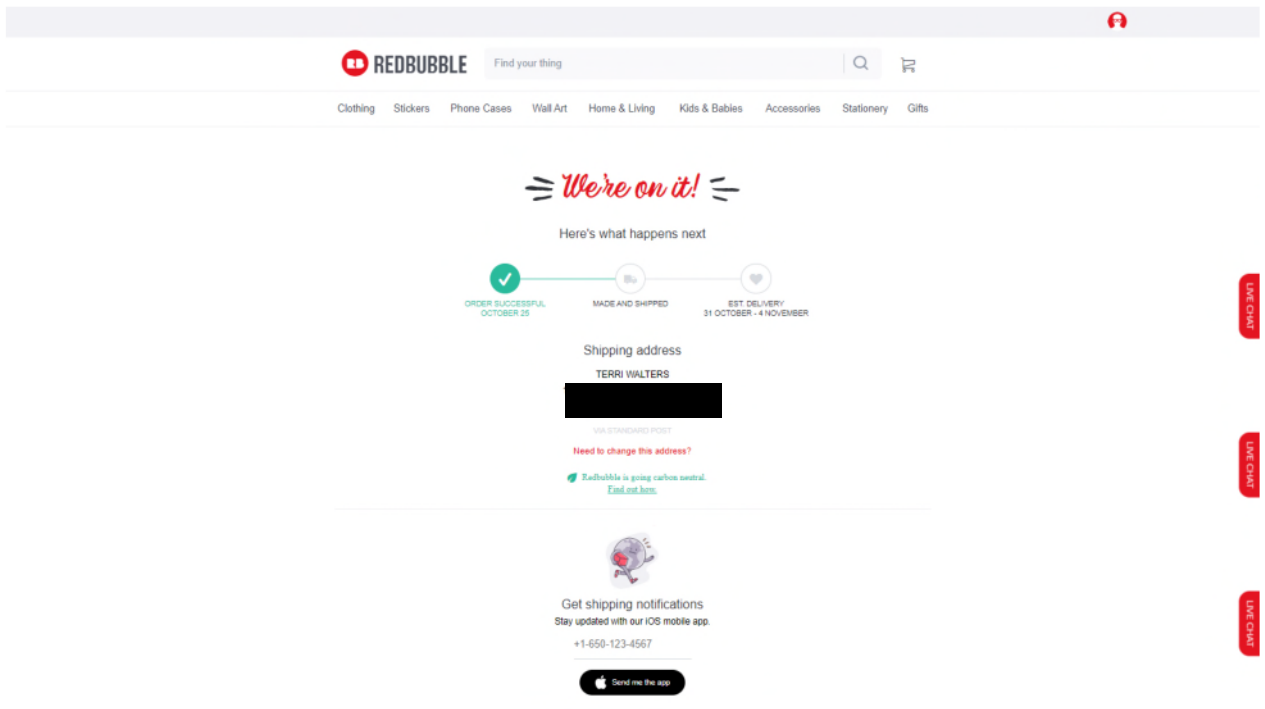 REDBUBBLE
Find your thing
Clothing Stickers Phone Cases Wall Art Home & Living Kids & Babies Accessories Stationery Gifts
We're on it!
Here's what happens next
ORDER SUCCESSFUL
OCTOBER 25
MADE AND SHIPPED
EST. DELIVERY
31 OCTOBER - 4 NOVEMBER
Shipping address
TERRI WALTERS
VIA STANDARD POST
Need to change this address?
Redbubble is going carbon neutral.
Find out how.
Get shipping notifications
Stay updated with our iOS mobile app.
+1-650-123-4567
Send me the app
LIVE CHAT
LIVE CHAT
LIVE CHAT